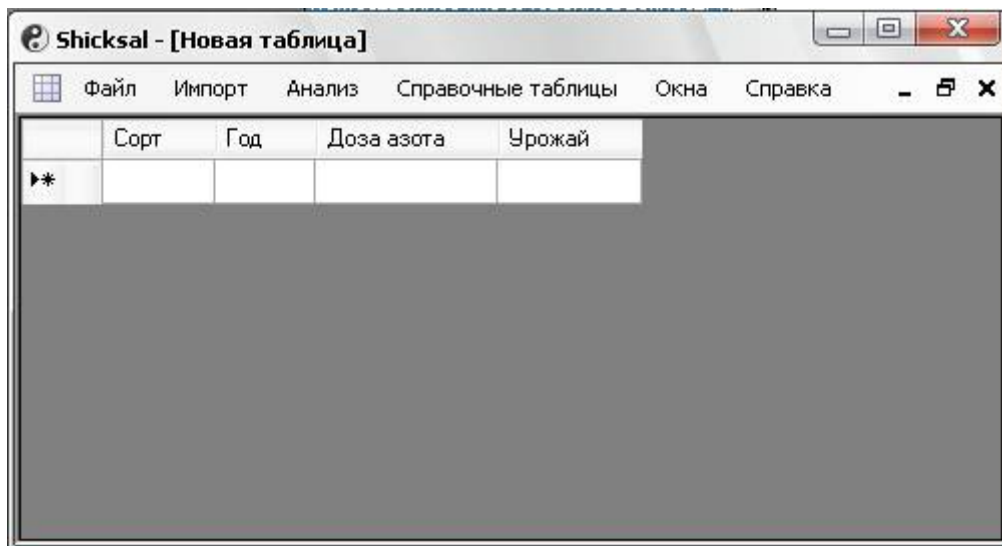 Shicksal - [Новая таблица]
Файл Импорт Анализ Справочные таблицы Окна Справка
Сорт Год Доза азота Урожай